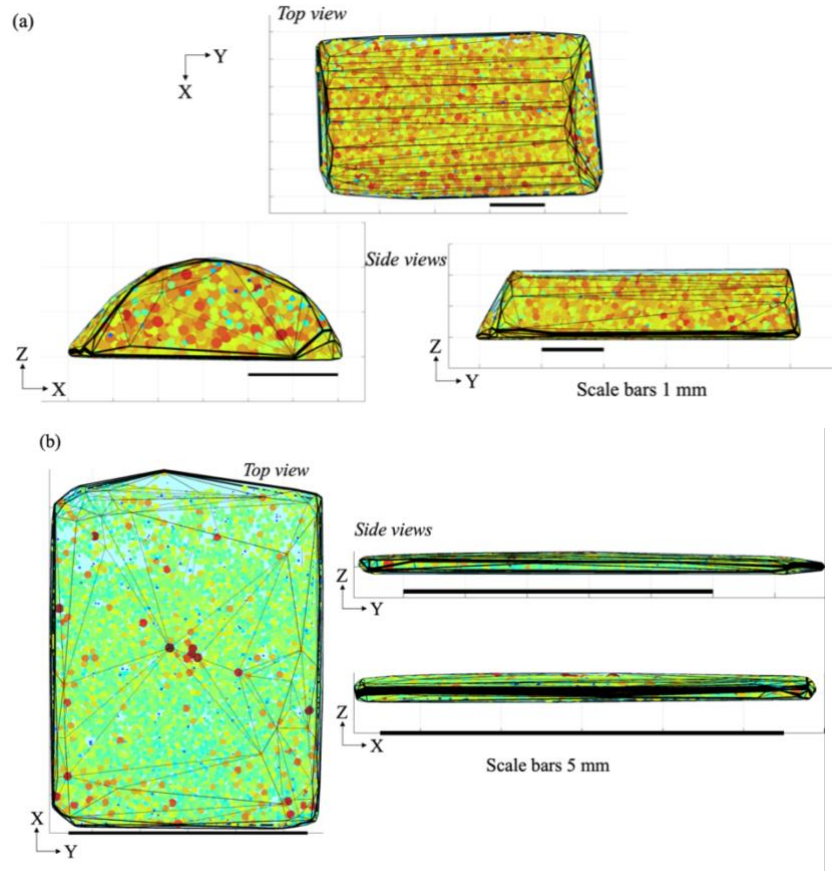 (a)
Top view
Y
X
Side views
Z
X
Z
Y
Scale bars 1 mm
(b)
Top view
Side views
Z
Y
Z
X
Scale bars 5 mm
X
Y